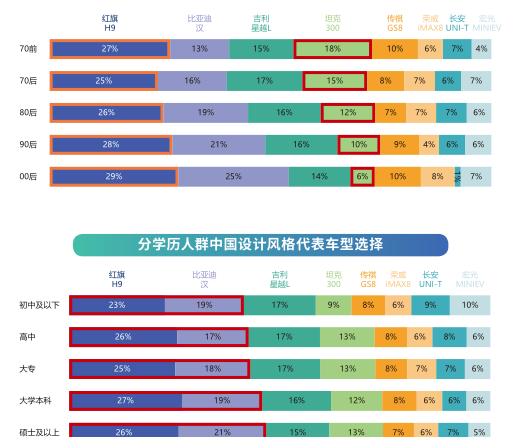 红旗 比亚迪 吉利 坦克 传祺 荣威 长安 宏光
H9 汉 星越L 300 GS8 iMAX8 UNI-T MINIEV
70前 27% 13% 15% 18% 10% 6% 7% 4%
70后 25% 16% 17% 15% 8% 7% 6% 7%
80后 26% 19% 16% 12% 7% 7% 7% 6%
90后 28% 21% 16% 10% 9% 4% 6% 6%
00后 29% 25% 14% 6% 10% 8% 1% 7%
分学历人群中国设计风格代表车型选择
红旗 比亚迪 吉利 坦克 传祺 荣威 长安 宏光
H9 汉 星越L 300 GS8 iMAX8 UNI-T MINIEV
初中及以下 23% 19% 17% 9% 8% 6% 9% 10%
高中 26% 17% 17% 13% 8% 6% 8% 6%
大专 25% 18% 17% 13% 8% 7% 7% 6%
大学本科 27% 19% 16% 12% 8% 6% 6% 6%
硕士及以上 26% 21% 15% 13% 7% 6% 7% 5%